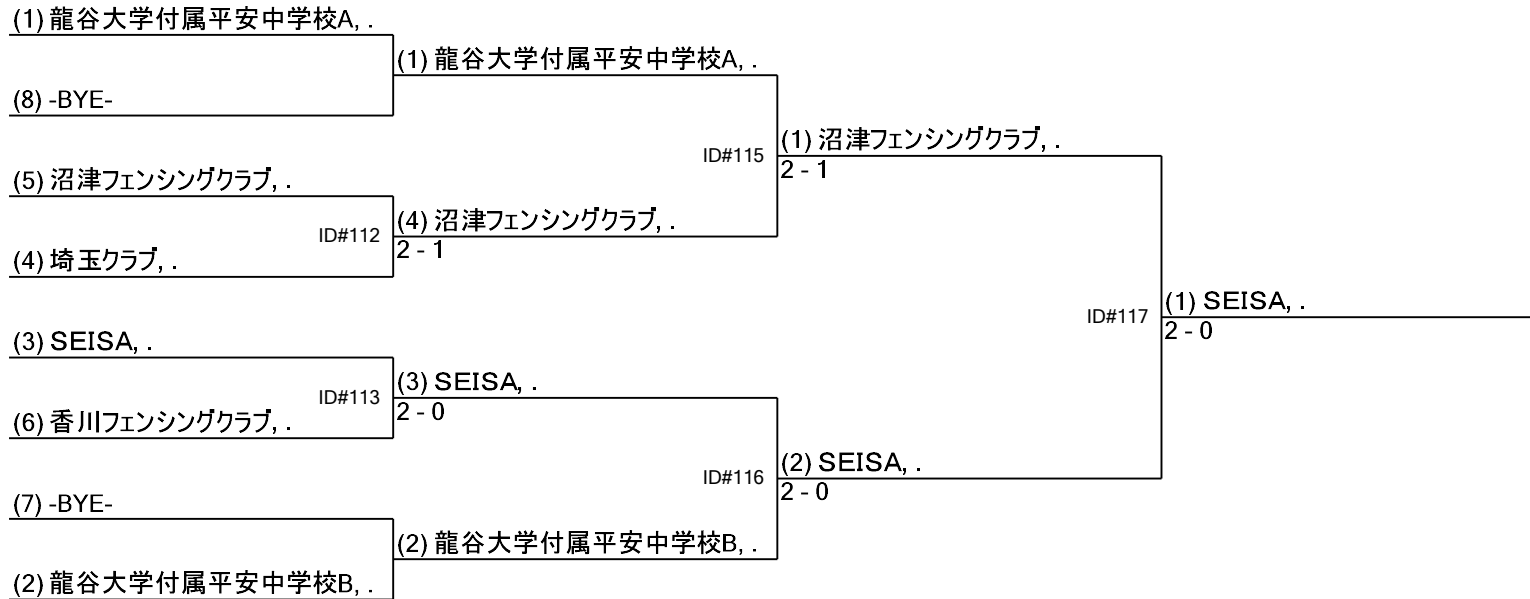 (1) 龍谷大学付属平安中学校A, .
(1) 龍谷大学付属平安中学校A, .
(8) -BYE-
ID#115
(1) 沼津フェンシングクラブ, .
2 - 1
(5) 沼津フェンシングクラブ, .
ID#112
(4) 沼津フェンシングクラブ, .
2 - 1
(4) 埼玉クラブ, .
ID#117
(1) SEISA, .
2 - 0
(3) SEISA, .
ID#113
(3) SEISA, .
2 - 0
(6) 香川フェンシングクラブ, .
ID#116
(2) SEISA, .
2 - 0
(7) -BYE-
(2) 龍谷大学付属平安中学校B, .
(2) 龍谷大学付属平安中学校B, .